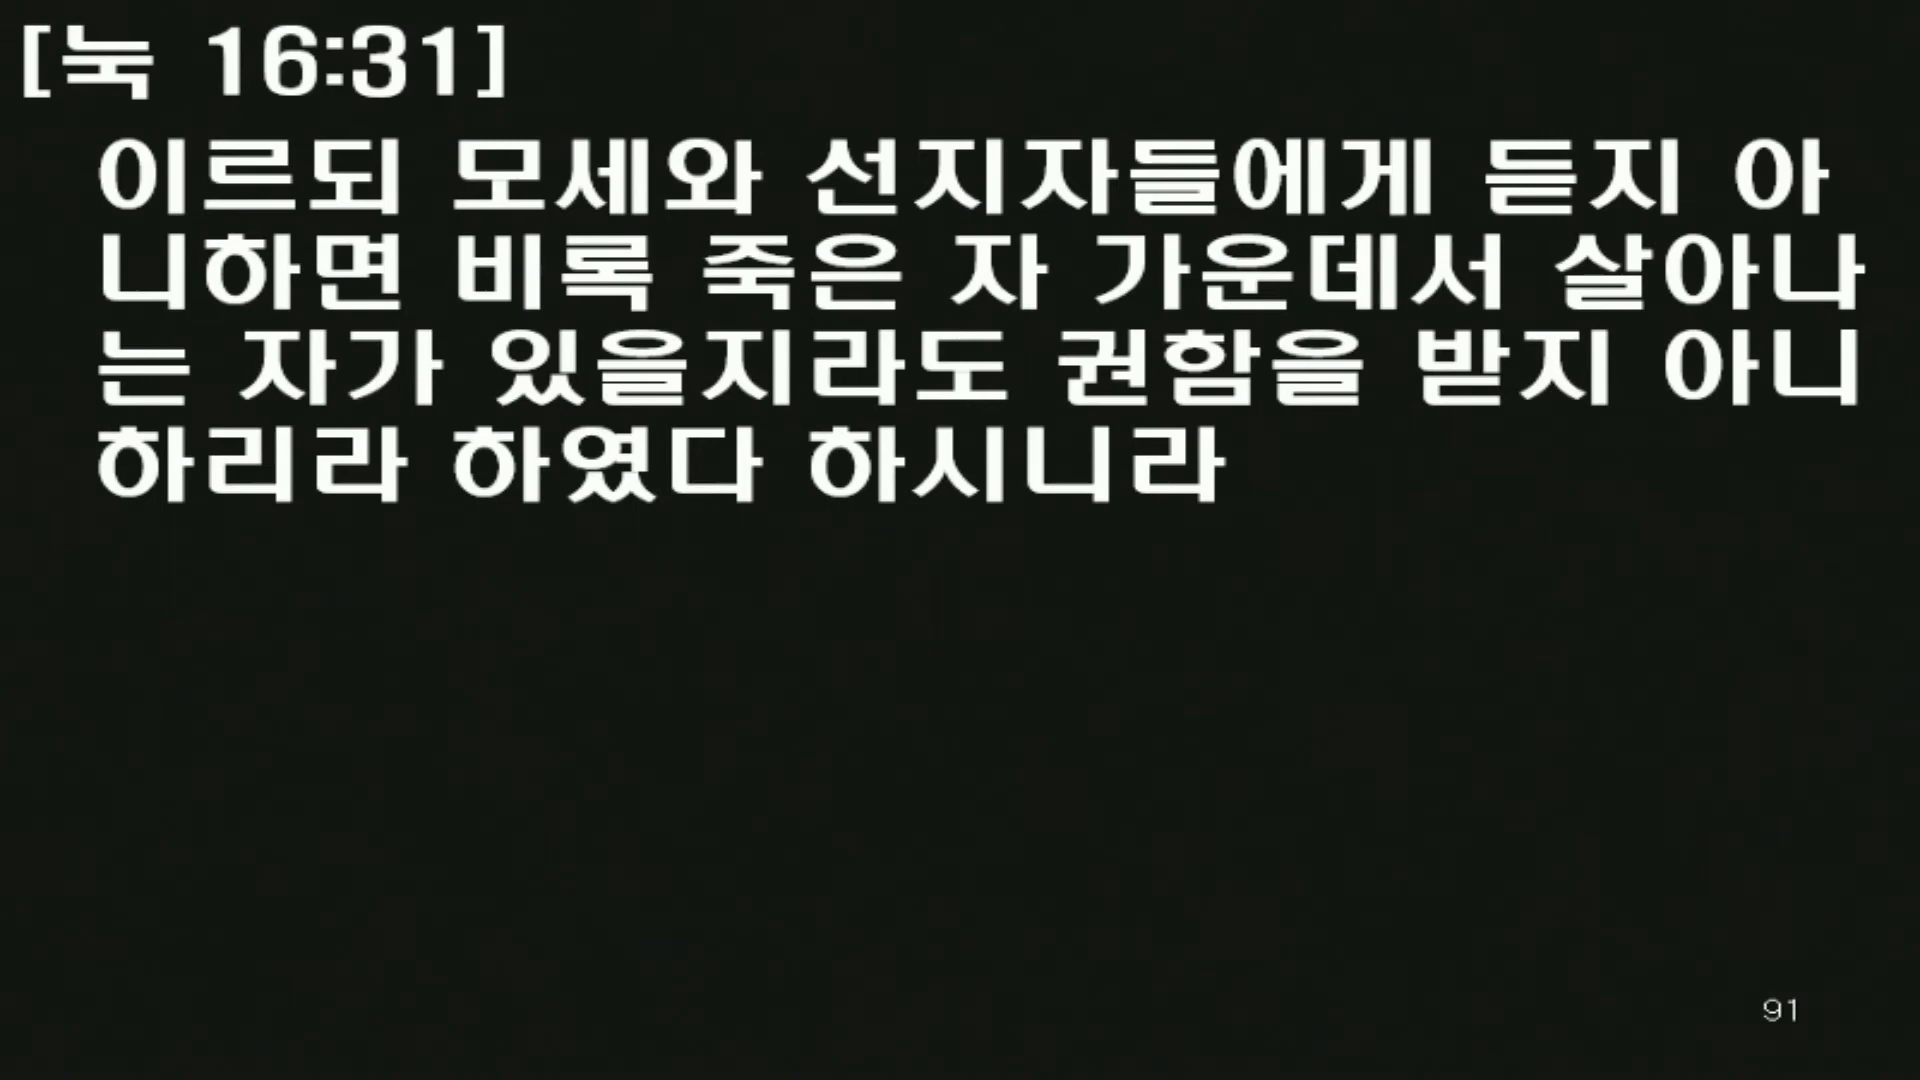 [눅 16:31]
이르되 모세와 선지자들에게 듣지 아
니하면 비록 죽은 자 가운데서 살아나
는 자가 있을지라도 권함을 받지 아니
하리라 하였다 하시니라
91